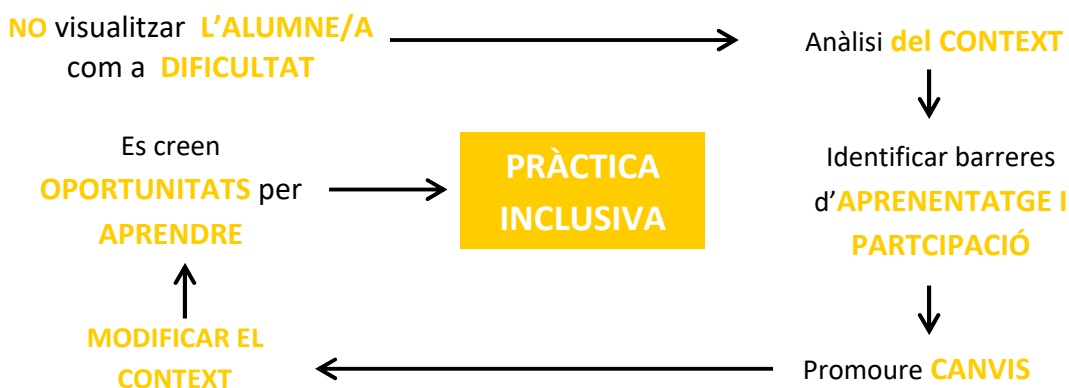 NO visualitzar L'ALUMNE/A
com a DIFICULTAT
Anàlisi del CONTEXT
Identificar barreres
d'APRENENTATGE I
PARTCIPACIÓ
Promoure CANVIS
MODIFICAR EL
CONTEXT
Es creen
OPORTUNITATS per
APRENDRE
PRÀCTICA
INCLUSIVA